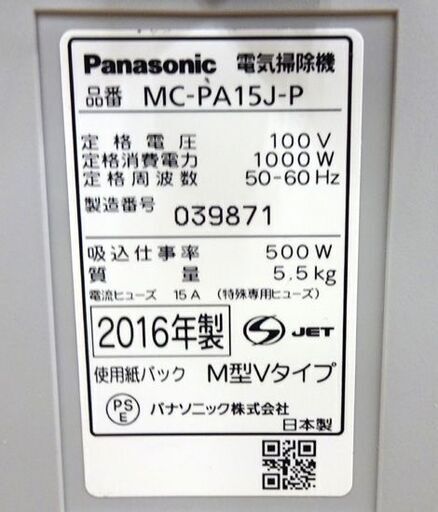 Panasonic 電気掃除機
品番 MC-PA15J-P
定格電圧 100V
定格消費電力 1000W
定格周波数 50-60Hz
製造番号 039871
吸込仕事率 500W
質量 5.5kg
電流ヒューズ 15A (特殊専用ヒューズ)
2016年製 S JET
使用紙パック M型Vタイプ
PSE パナソニック株式会社
日本製